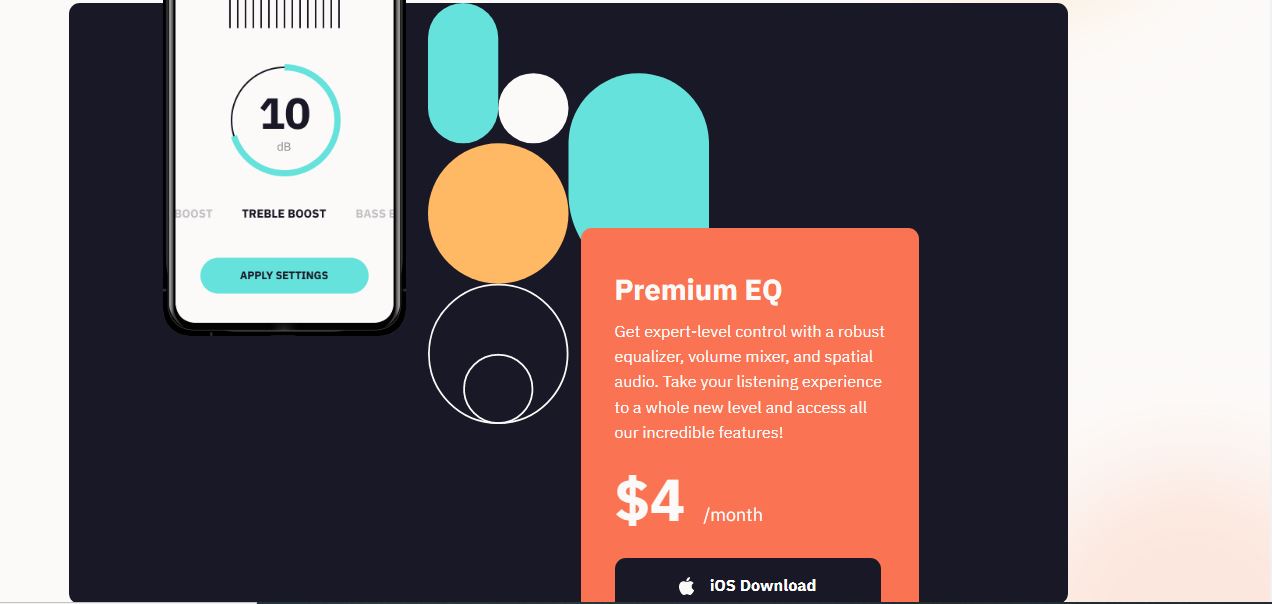 10
dB
BOOST TREBLE BOOST BASS
APPLY SETTINGS
Premium EQ
Get expert-level control with a robust
equalizer, volume mixer, and spatial
audio. Take your listening experience
to a whole new level and access all
our incredible features!
$4 /month
iOS Download